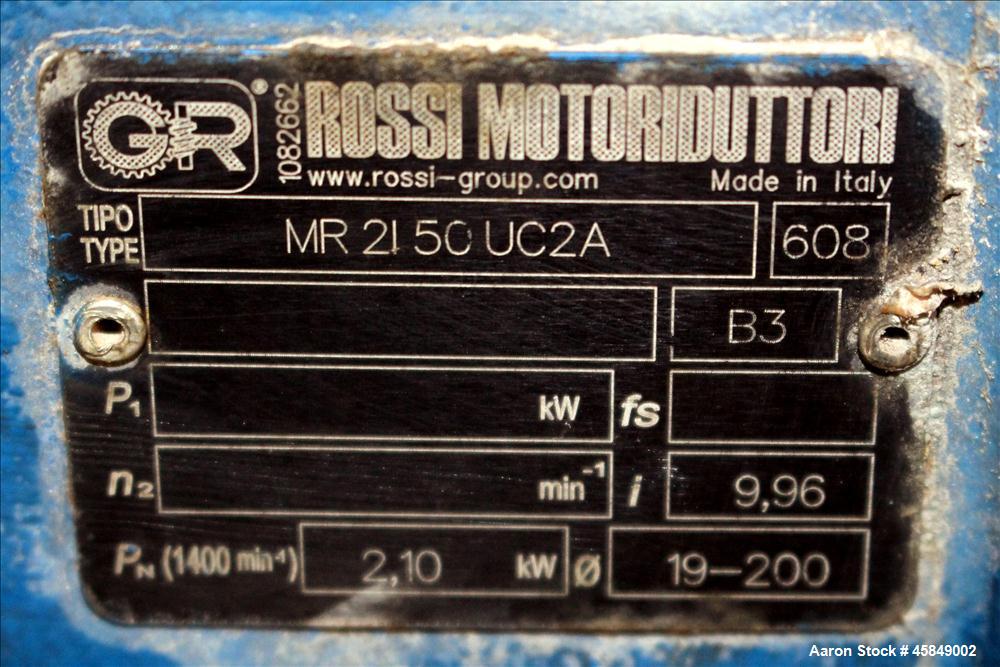 GR® 1082662 ROSSI MOTORIDUTTORI
www.rossi-group.com Made in Italy
TIPO
TYPE MR 2I 50 UC2A 608
B3
P₁ kW fs
n₂ min⁻¹ i 9,96
P_N (1400 min⁻¹) 2,10 kW Ø 19-200
Aaron Stock # 45849002